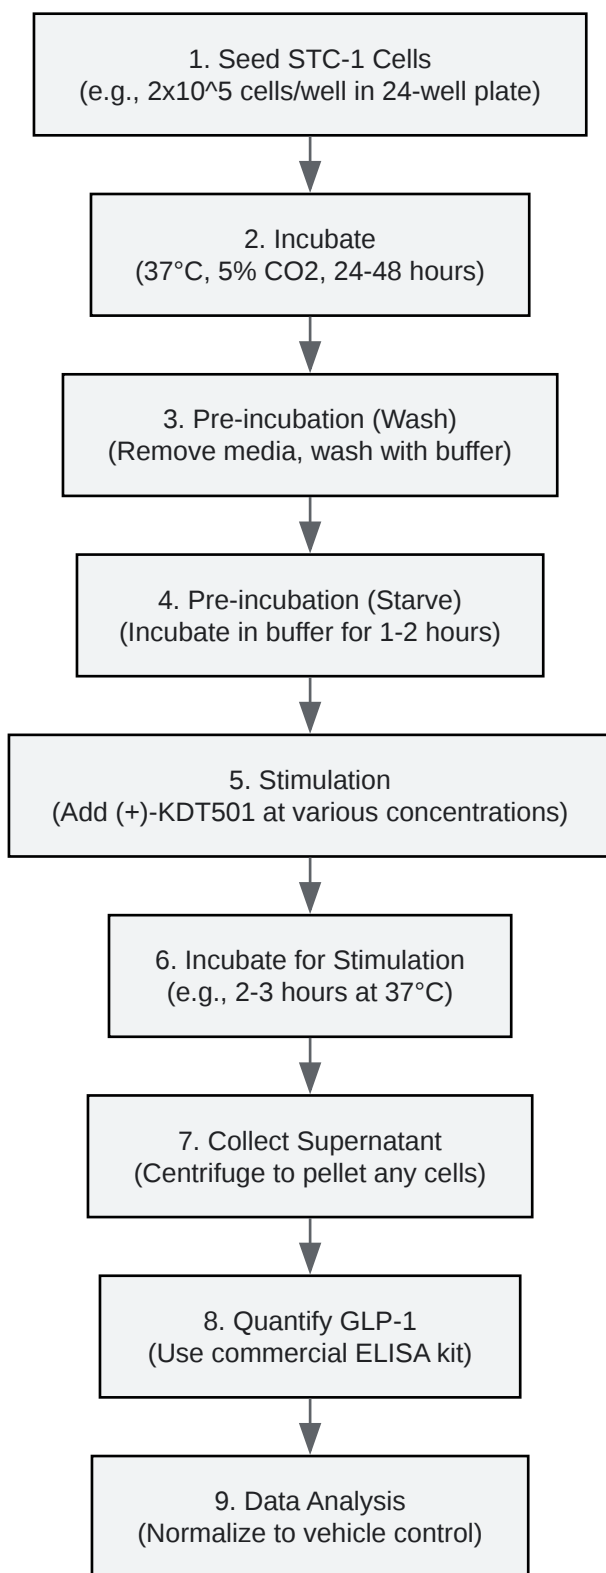 1. Seed STC-1 Cells
(e.g., 2x10^5 cells/well in 24-well plate)
2. Incubate
(37°C, 5% CO2, 24-48 hours)
3. Pre-incubation (Wash)
(Remove media, wash with buffer)
4. Pre-incubation (Starve)
(Incubate in buffer for 1-2 hours)
5. Stimulation
(Add (+)-KDT501 at various concentrations)
6. Incubate for Stimulation
(e.g., 2-3 hours at 37°C)
7. Collect Supernatant
(Centrifuge to pellet any cells)
8. Quantify GLP-1
(Use commercial ELISA kit)
9. Data Analysis
(Normalize to vehicle control)